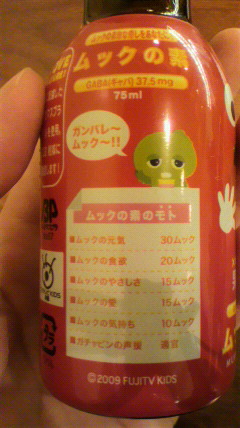 ムックの素
GABA(ギャバ) 37.5mg
75ml
ガンバレ～
ムック～!!
ムックの素のモト
■ムックの元気 30ムック
■ムックの食欲 20ムック
■ムックのやさしさ 15ムック
■ムックの愛 15ムック
■ムックの気持ち 10ムック
■ガチャピンの声援 適宜
©2009 FUJITV KIDS